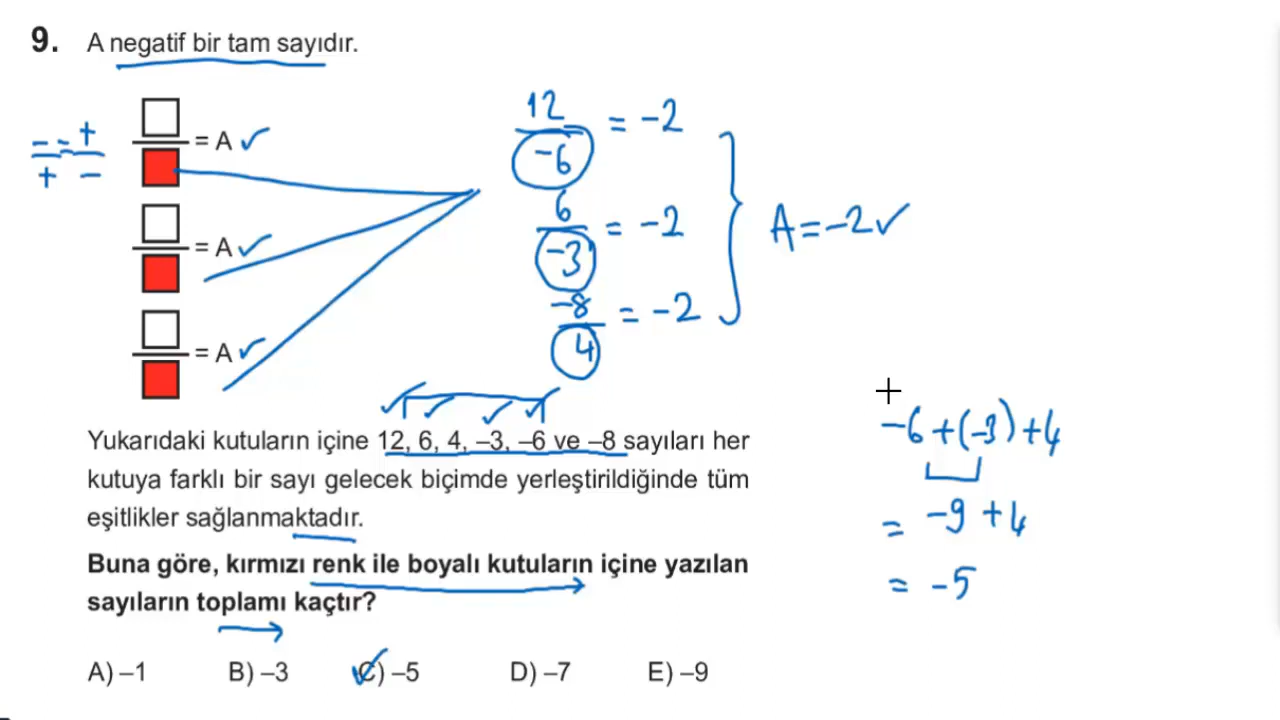 9. A negatif bir tam sayıdır.
= A ✓
= A ✓
= A ✓
− = +
+ −
12
−6 = −2
6
−3 = −2
−8
4 = −2
A = −2 ✓
Yukarıdaki kutuların içine 12, 6, 4, –3, –6 ve –8 sayıları her
kutuya farklı bir sayı gelecek biçimde yerleştirildiğinde tüm
eşitlikler sağlanmaktadır.
Buna göre, kırmızı renk ile boyalı kutuların içine yazılan
sayıların toplamı kaçtır?
A) –1 B) –3 C) –5 D) –7 E) –9
−6 + (−3) + 4
= −9 + 4
= −5